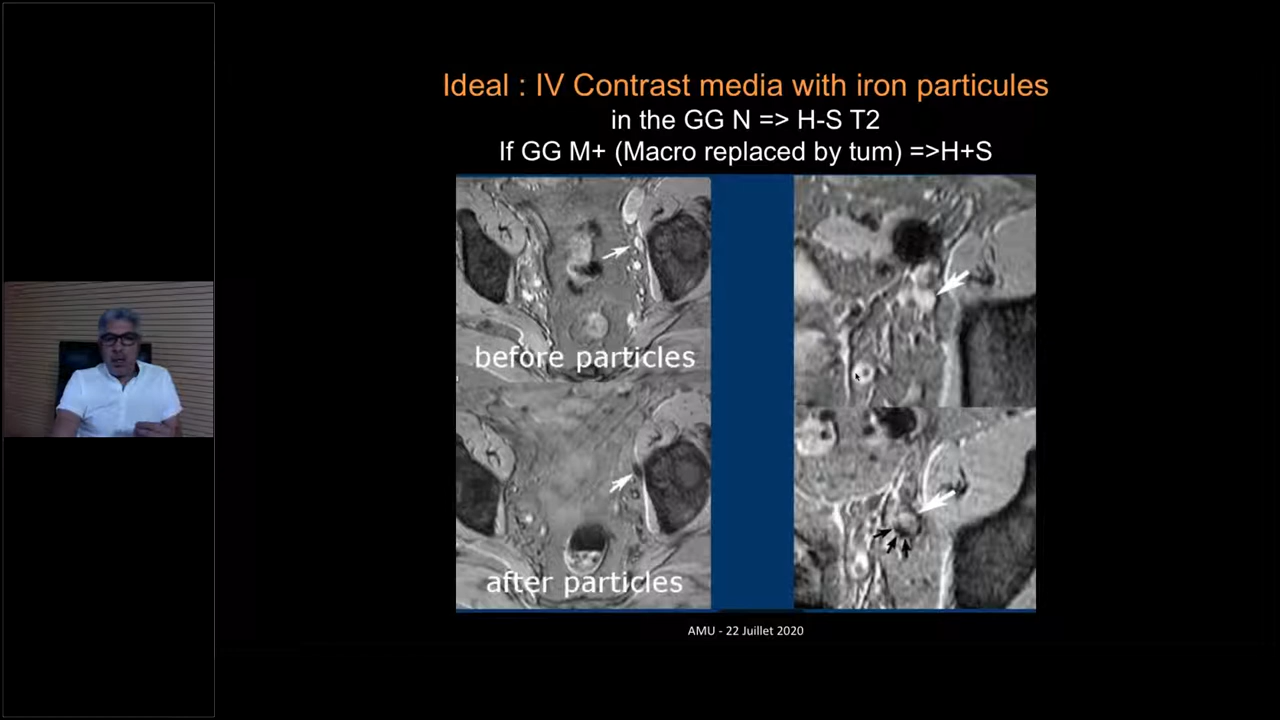 Ideal : IV Contrast media with iron particules
in the GG N => H-S T2
If GG M+ (Macro replaced by tum) =>H+S
before particles
after particles
AMU - 22 Juillet 2020